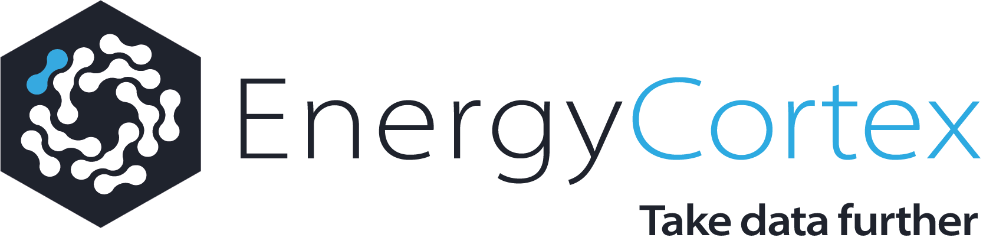 EnergyCortex
Take data further